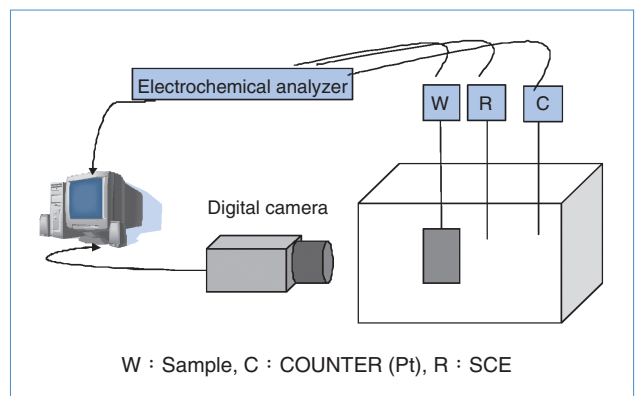 Electrochemical analyzer
W R C
Digital camera
W：Sample, C：COUNTER (Pt), R：SCE